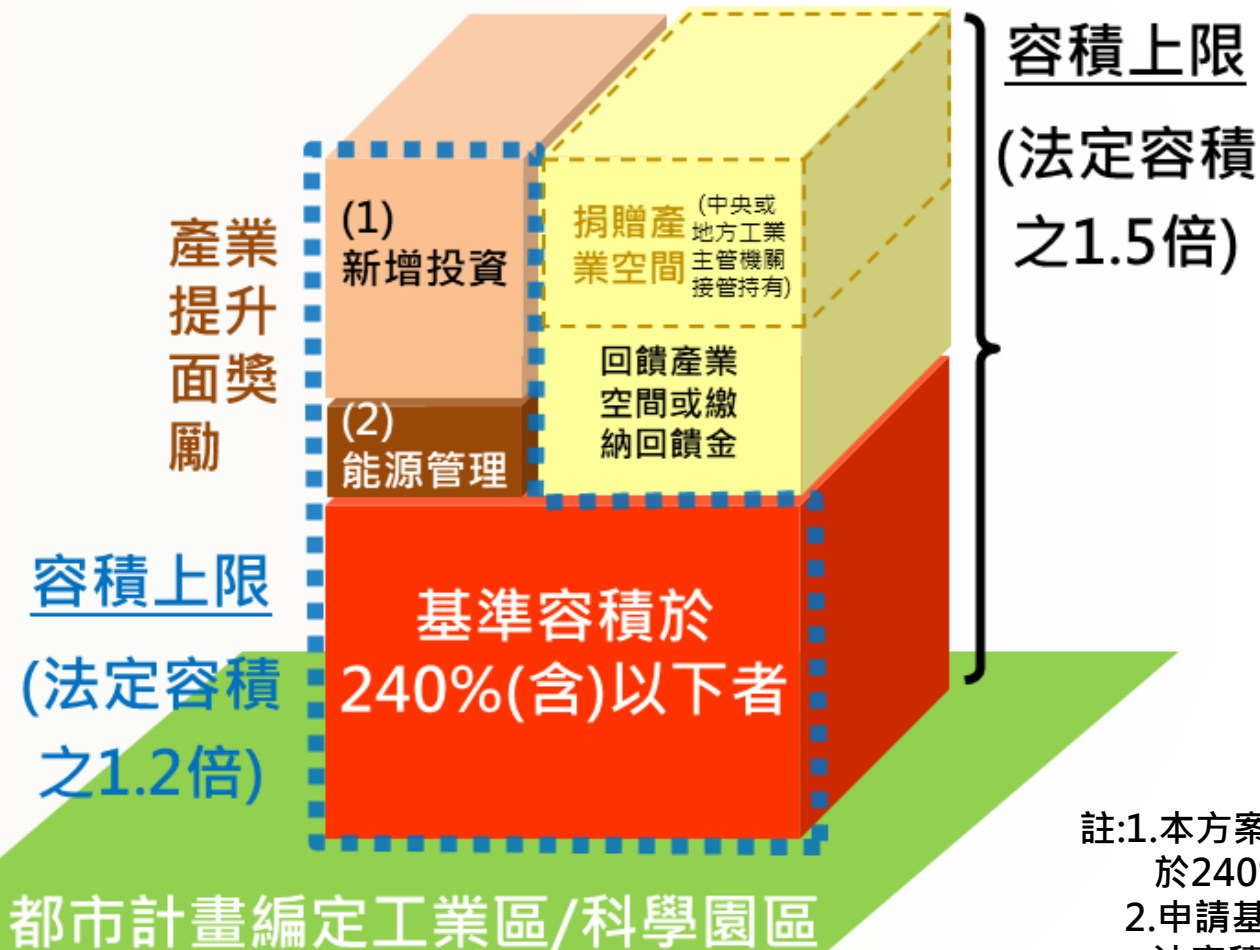 容積上限
(法定容積
之1.5倍)
產業
提升
面獎
勵
(1)
新增投資
(2)
能源管理
捐贈產
業空間
(中央或
地方工業
主管機關
接管持有)
回饋產業
空間或繳
納回饋金
容積上限
(法定容積
之1.2倍)
基準容積於
240%(含)以下者
都市計畫編定工業區/科學園區
註:1.本方案
於240
2.申請基